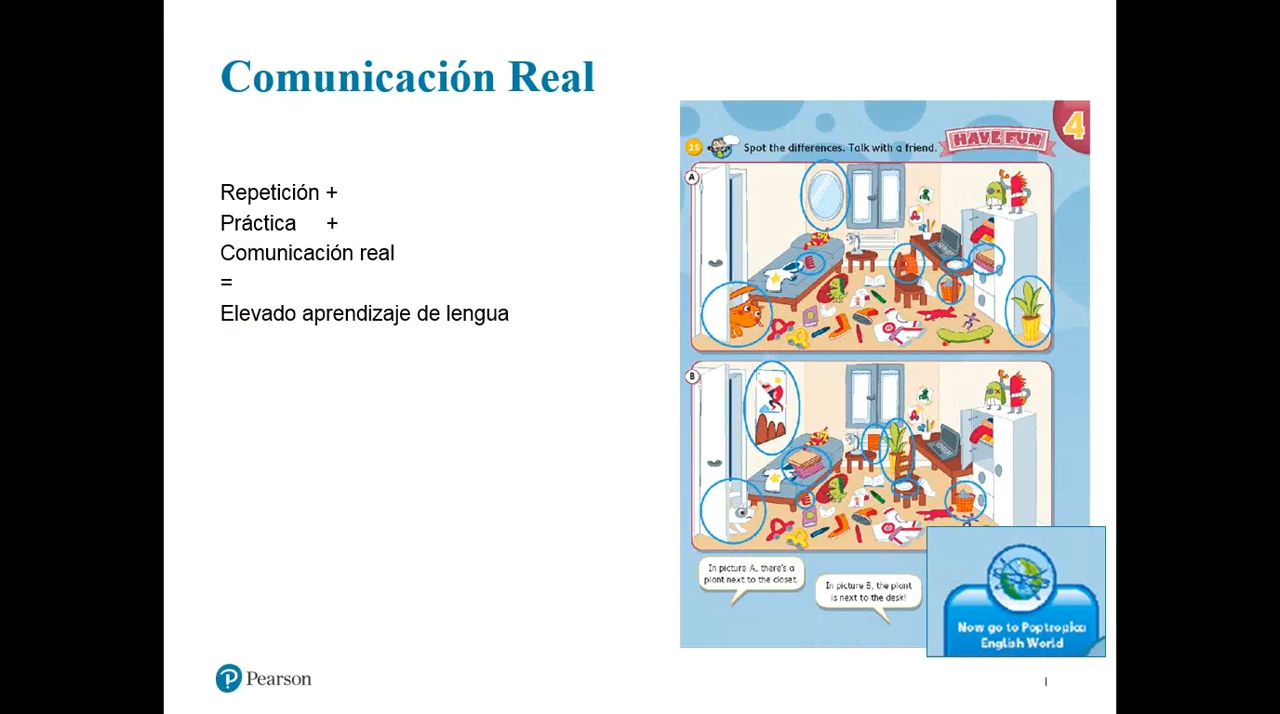 Comunicación Real
Repetición +
Práctica +
Comunicación real
=
Elevado aprendizaje de lengua
4
25 Spot the differences. Talk with a friend.
HAVE FUN
A
B
In picture A, there's a
plant next to the closet.
In picture B, the plant
is next to the desk!
Now go to Poptropica
English World
P Pearson